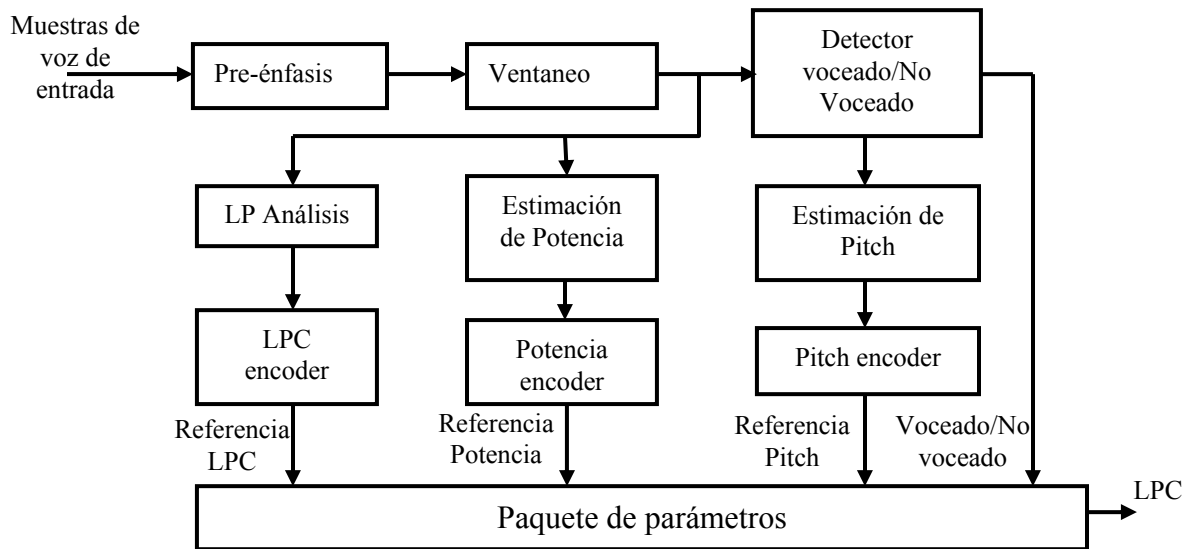 Muestras de
voz de
entrada
Pre-énfasis
Ventaneo
Detector
voceado/No
Voceado
LP Análisis
Estimación
de Potencia
Estimación de
Pitch
LPC
encoder
Potencia
encoder
Pitch encoder
Referencia
LPC
Referencia
Potencia
Referencia
Pitch
Voceado/No
voceado
Paquete de parámetros
LPC